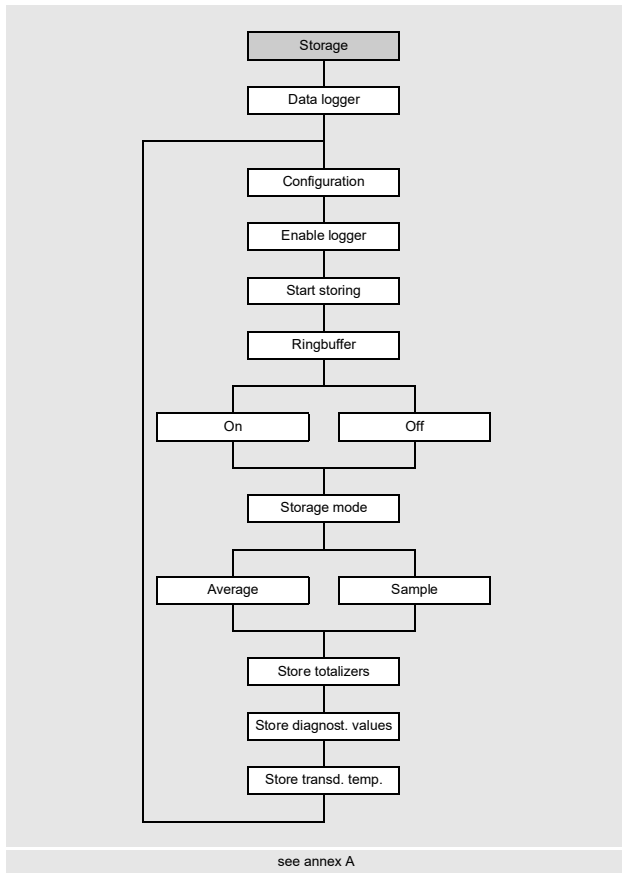 Storage
Data logger
Configuration
Enable logger
Start storing
Ringbuffer
On
Off
Storage mode
Average
Sample
Store totalizers
Store diagnost. values
Store transd. temp.
see annex A